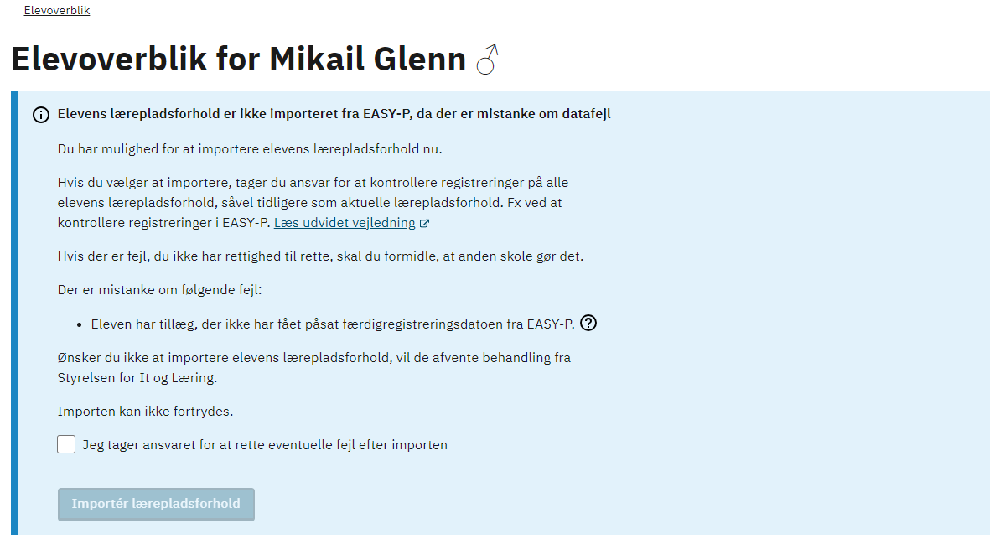 Elevoverblik
Elevoverblik for Mikail Glenn
Elevens lærepladsforhold er ikke importeret fra EASY-P, da der er mistanke om datafejl
Du har mulighed for at importere elevens lærepladsforhold nu.
Hvis du vælger at importere, tager du ansvar for at kontrollere registreringer på alle
elevens lærepladsforhold, såvel tidligere som aktuelle lærepladsforhold. Fx ved at
kontrollere registreringer i EASY-P. Læs udvidet vejledning
Hvis der er fejl, du ikke har rettighed til rette, skal du formidle, at anden skole gør det.
Der er mistanke om følgende fejl:
• Eleven har tillæg, der ikke har fået påsat færdigregistreringsdatoen fra EASY-P.
Ønsker du ikke at importere elevens lærepladsforhold, vil de afvente behandling fra
Styrelsen for It og Læring.
Importen kan ikke fortrydes.
Jeg tager ansvaret for at rette eventuelle fejl efter importen
Importér lærepladsforhold